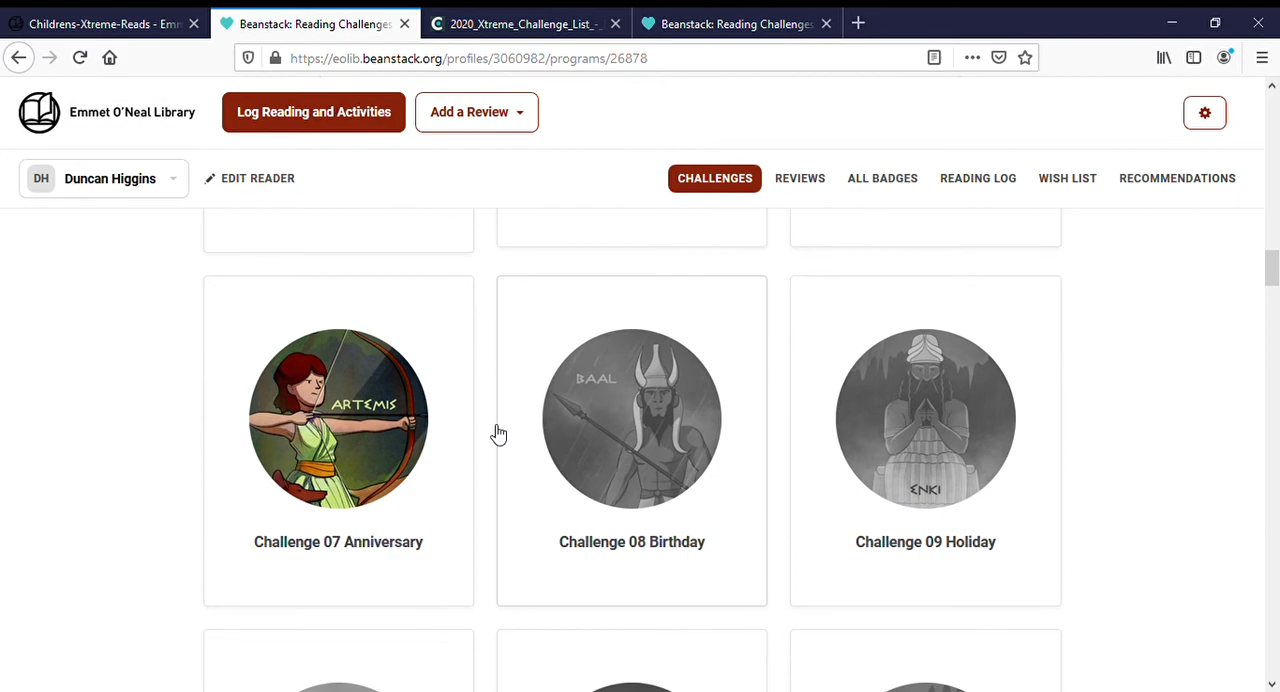 Childrens-Xtreme-Reads - Emm
Beanstack: Reading Challenges,
2020_Xtreme_Challenge_List_-
Beanstack: Reading Challenges,
https://eolib.beanstack.org/profiles/3060982/programs/26878
Emmet O'Neal Library
Log Reading and Activities
Add a Review
DH
Duncan Higgins
EDIT READER
CHALLENGES
REVIEWS
ALL BADGES
READING LOG
WISH LIST
RECOMMENDATIONS
ARTEMIS
BAAL
ENKI
Challenge 07 Anniversary
Challenge 08 Birthday
Challenge 09 Holiday